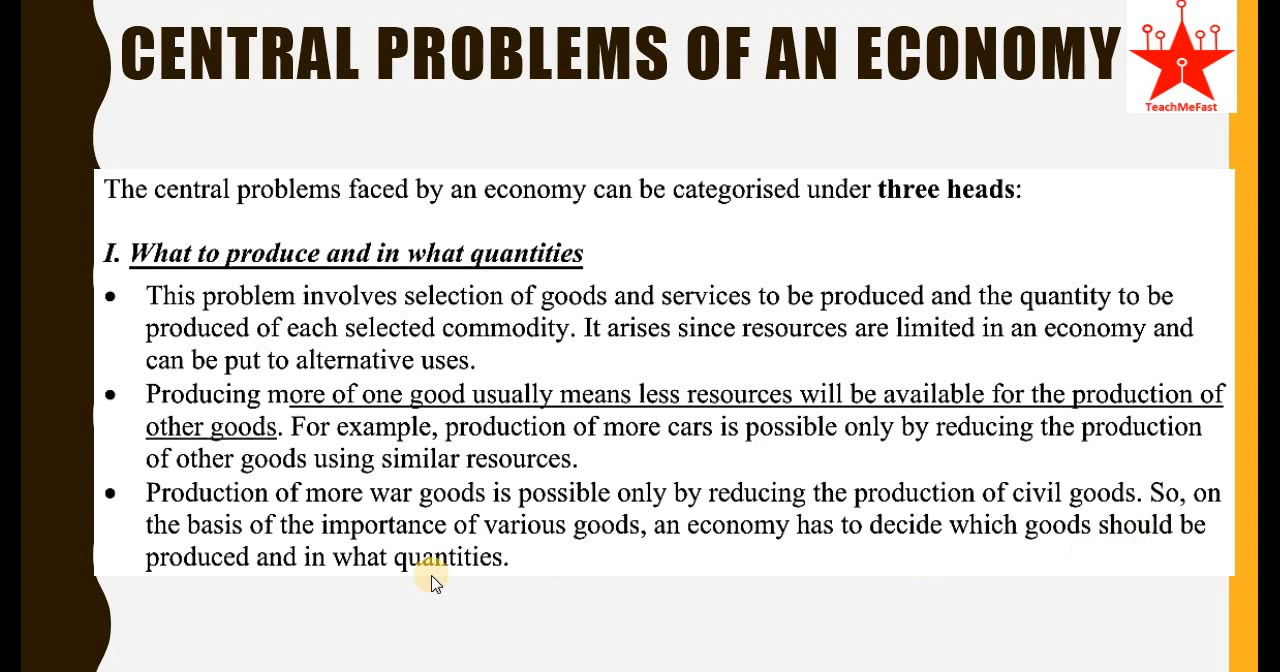 CENTRAL PROBLEMS OF AN ECONOMY
TeachMeFast
The central problems faced by an economy can be categorised under three heads:
I. What to produce and in what quantities
• This problem involves selection of goods and services to be produced and the quantity to be
produced of each selected commodity. It arises since resources are limited in an economy and
can be put to alternative uses.
• Producing more of one good usually means less resources will be available for the production of
other goods. For example, production of more cars is possible only by reducing the production
of other goods using similar resources.
• Production of more war goods is possible only by reducing the production of civil goods. So, on
the basis of the importance of various goods, an economy has to decide which goods should be
produced and in what quantities.